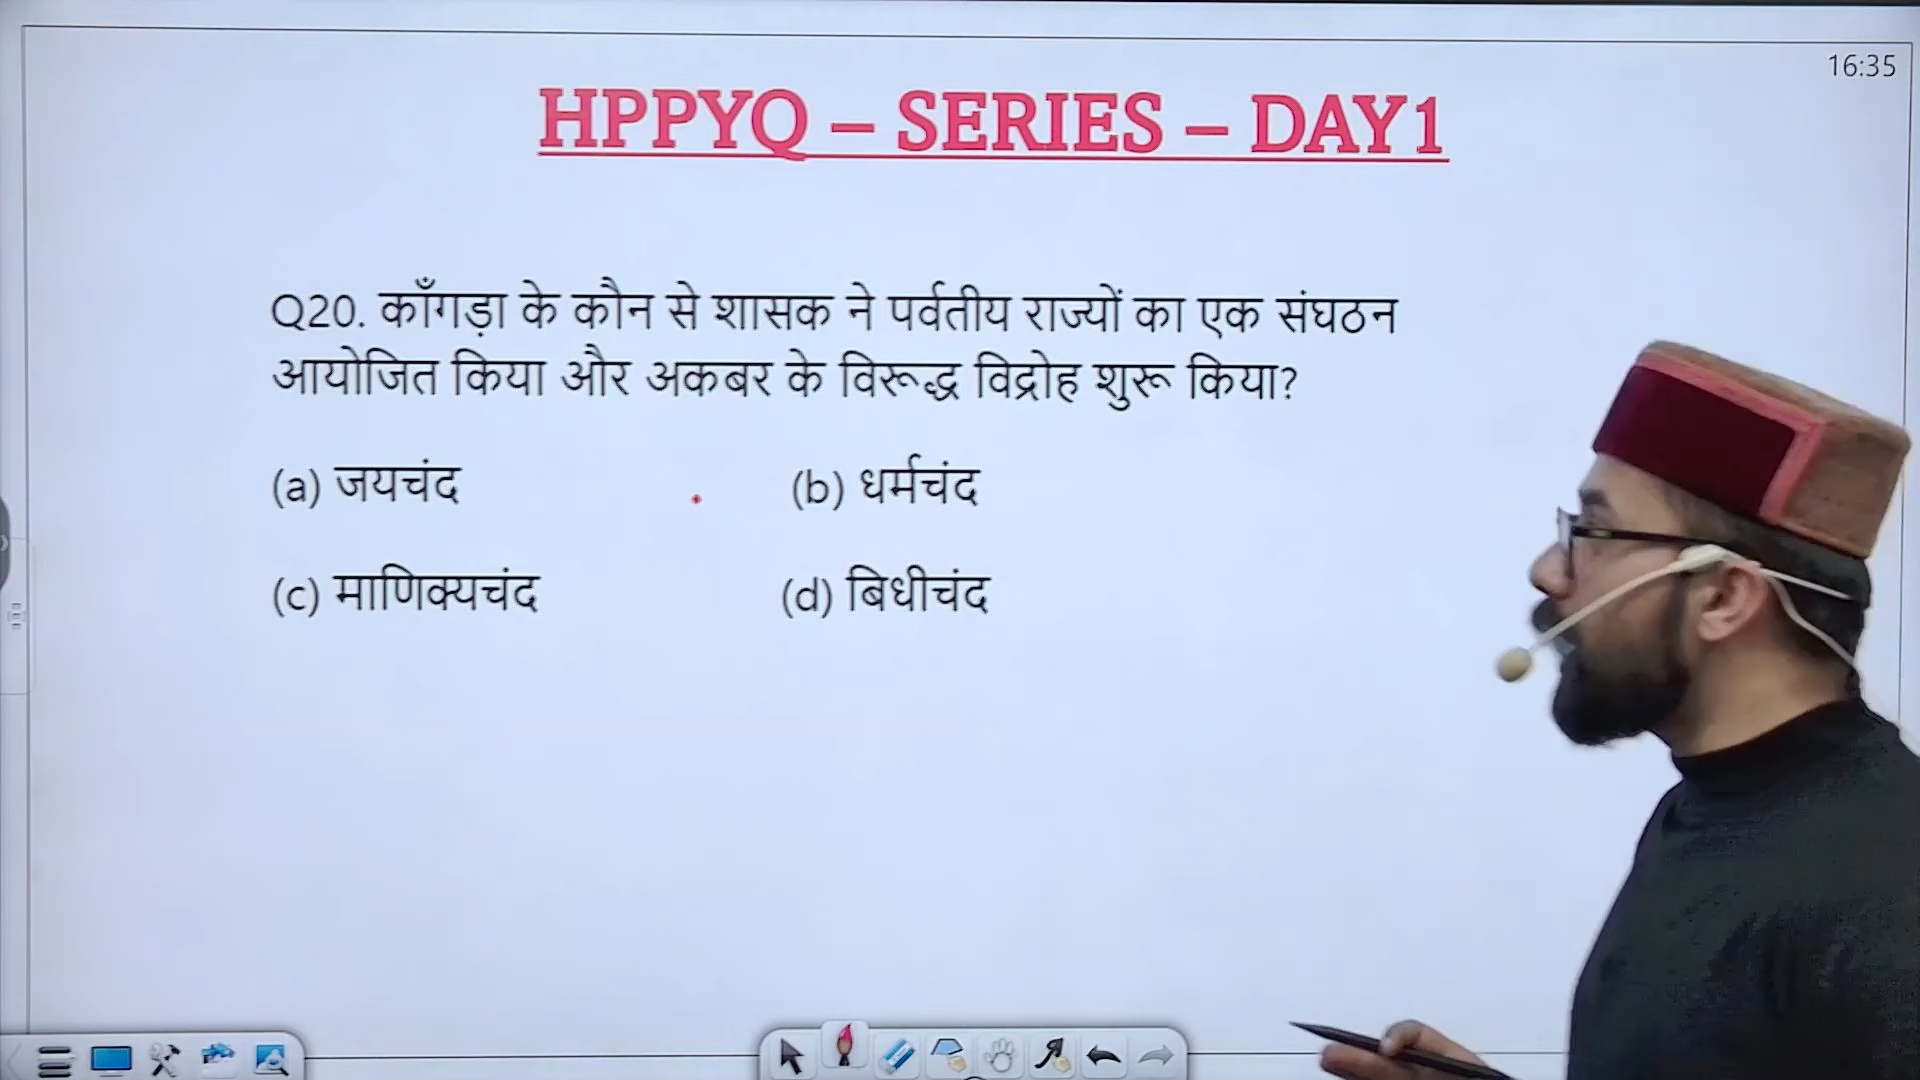 16:35
HPPYQ – SERIES – DAY1
Q20. काँगड़ा के कौन से शासक ने पर्वतीय राज्यों का एक संघठन
आयोजित किया और अकबर के विरूद्ध विद्रोह शुरू किया?
(a) जयचंद (b) धर्मचंद
(c) माणिक्यचंद (d) बिधीचंद